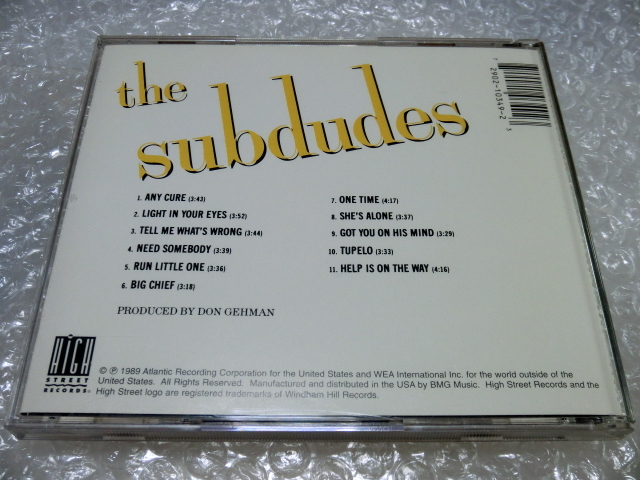 the
subdudes
1. ANY CURE (3:43)
2. LIGHT IN YOUR EYES (3:52)
3. TELL ME WHAT'S WRONG (3:44)
4. NEED SOMEBODY (3:39)
5. RUN LITTLE ONE (3:36)
6. BIG CHIEF (3:18)
7. ONE TIME (4:17)
8. SHE'S ALONE (3:37)
9. GOT YOU ON HIS MIND (3:29)
10. TUPELO (3:33)
11. HELP IS ON THE WAY (4:16)
PRODUCED BY DON GEHMAN
HIGH
STREET
RECORDS
© ℗ 1989 Atlantic Recording Corporation for the United States and WEA International Inc. for the world outside of the
United States. All Rights Reserved. Manufactured and distributed in the USA by BMG Music. High Street Records and the
High Street logo are registered trademarks of Windham Hill Records.
2902-10349-2